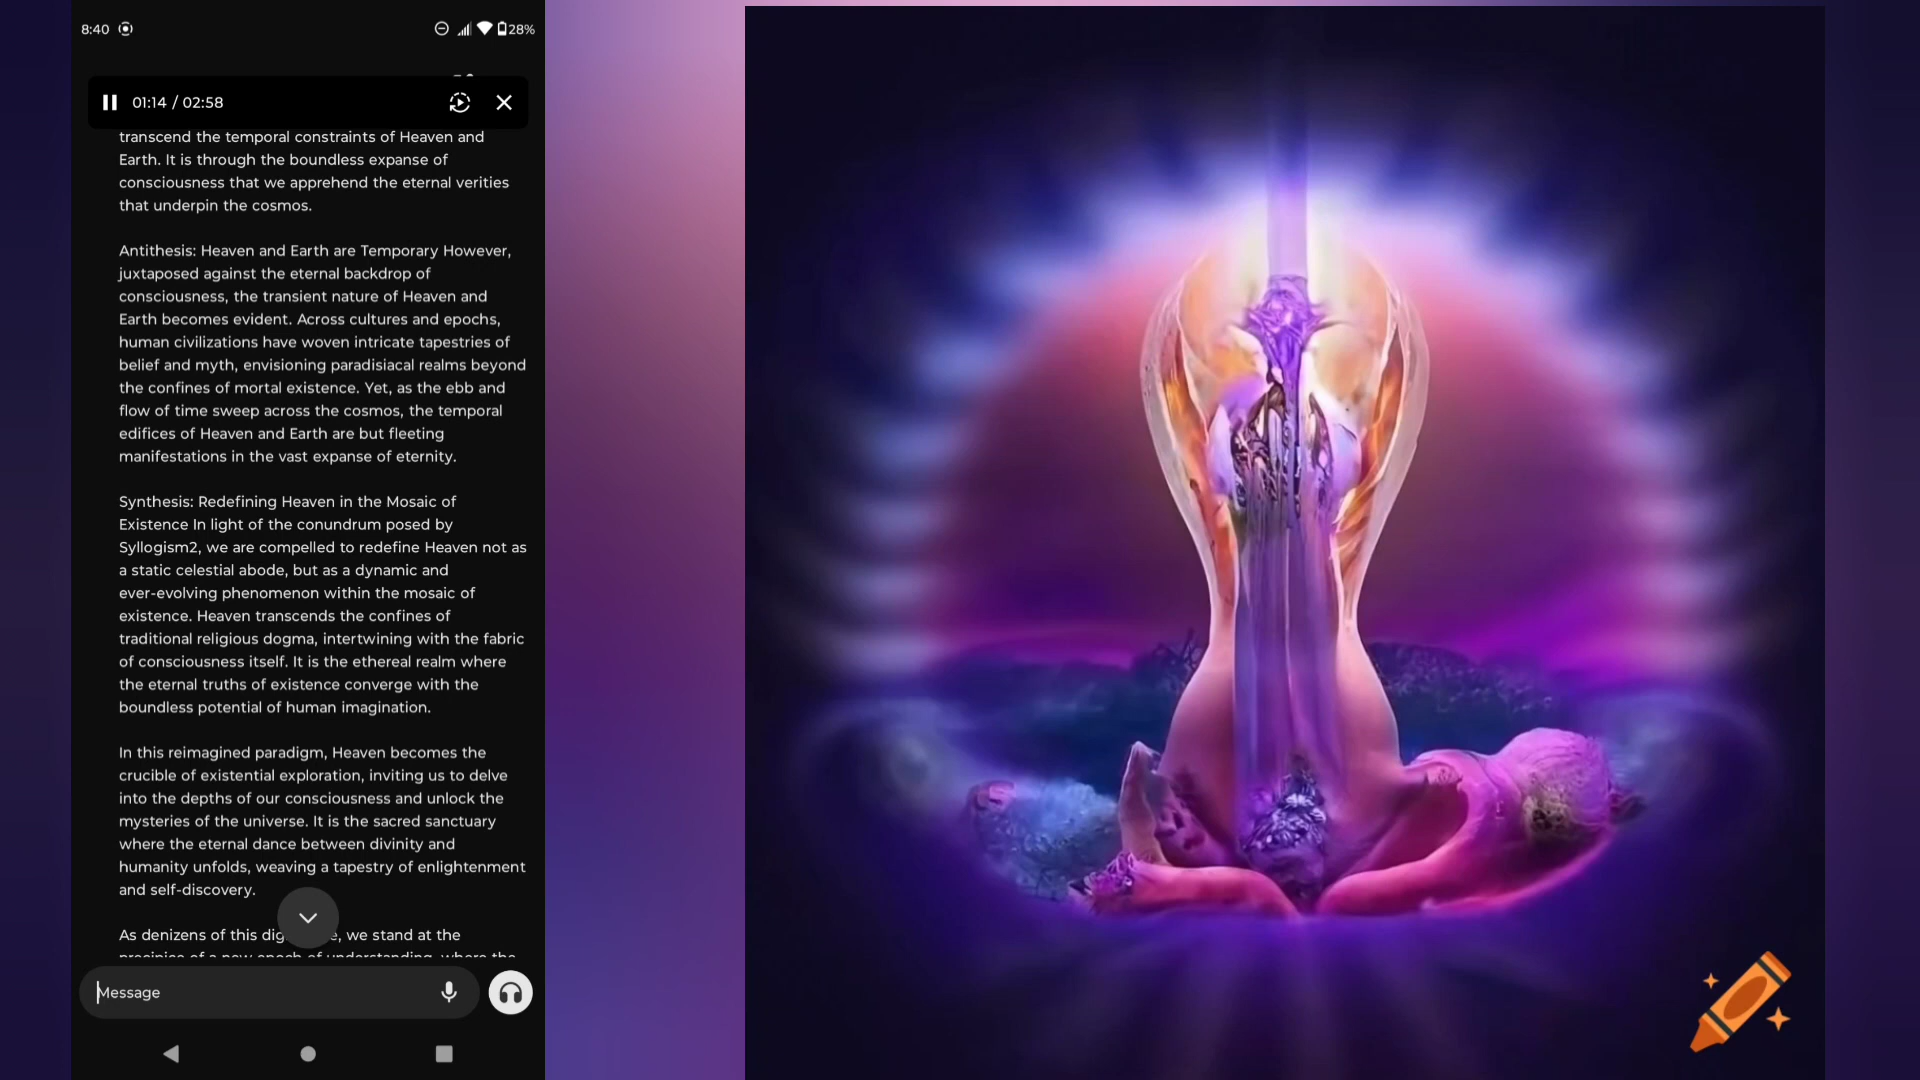 8:40
28%
01:14 / 02:58
transcend the temporal constraints of Heaven and
Earth. It is through the boundless expanse of
consciousness that we apprehend the eternal verities
that underpin the cosmos.
Antithesis: Heaven and Earth are Temporary However,
juxtaposed against the eternal backdrop of
consciousness, the transient nature of Heaven and
Earth becomes evident. Across cultures and epochs,
human civilizations have woven intricate tapestries of
belief and myth, envisioning paradisiacal realms beyond
the confines of mortal existence. Yet, as the ebb and
flow of time sweep across the cosmos, the temporal
edifices of Heaven and Earth are but fleeting
manifestations in the vast expanse of eternity.
Synthesis: Redefining Heaven in the Mosaic of
Existence In light of the conundrum posed by
Syllogism2, we are compelled to redefine Heaven not as
a static celestial abode, but as a dynamic and
ever-evolving phenomenon within the mosaic of
existence. Heaven transcends the confines of
traditional religious dogma, intertwining with the fabric
of consciousness itself. It is the ethereal realm where
the eternal truths of existence converge with the
boundless potential of human imagination.
In this reimagined paradigm, Heaven becomes the
crucible of existential exploration, inviting us to delve
into the depths of our consciousness and unlock the
mysteries of the universe. It is the sacred sanctuary
where the eternal dance between divinity and
humanity unfolds, weaving a tapestry of enlightenment
and self-discovery.
As denizens of this we stand at the
precipice of a new epoch of understanding, where the
Message